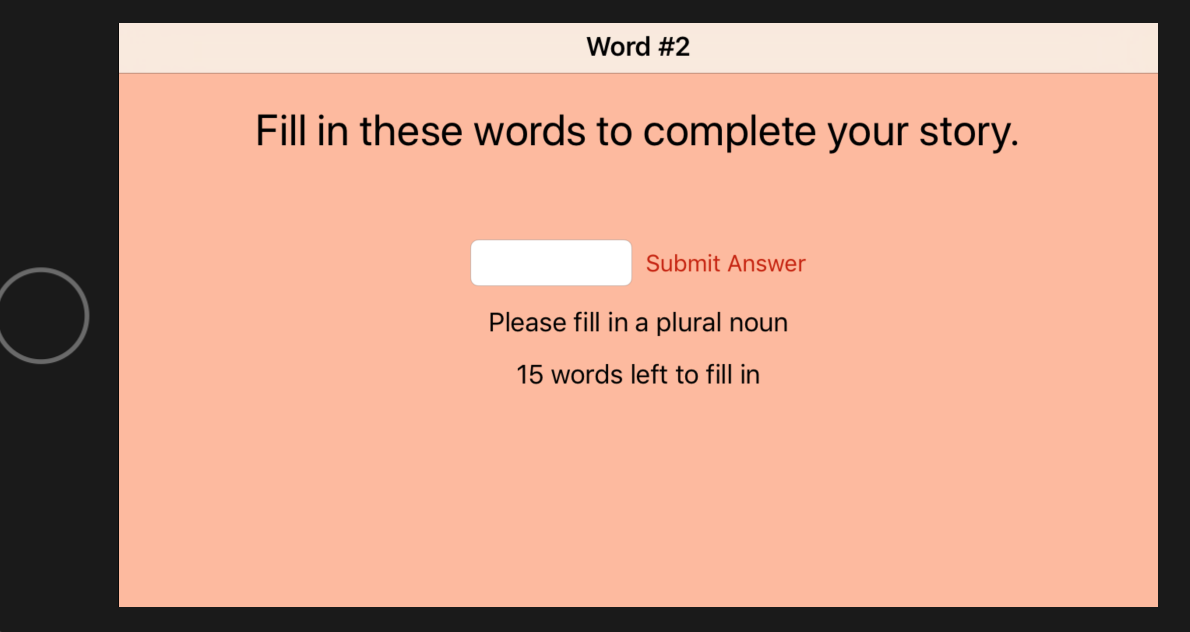 Word #2
Fill in these words to complete your story.
Submit Answer
Please fill in a plural noun
15 words left to fill in